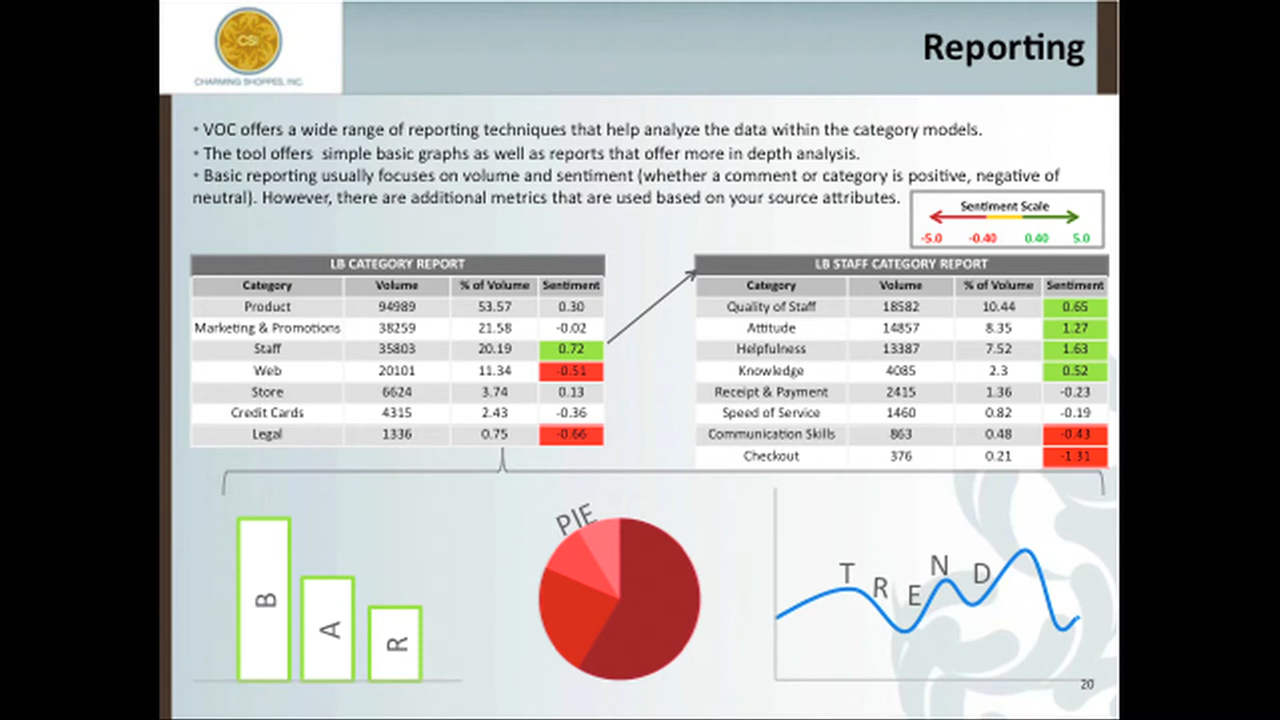 CSI
CHARMING SHOPPES, INC.
Reporting
• VOC offers a wide range of reporting techniques that help analyze the data within the category models.
• The tool offers  simple basic graphs as well as reports that offer more in depth analysis.
• Basic reporting usually focuses on volume and sentiment (whether a comment or category is positive, negative of
neutral). However, there are additional metrics that are used based on your source attributes.
Sentiment Scale
-5.0 -0.40 0.40 5.0
LB CATEGORY REPORT
Category Volume % of Volume Sentiment
Product 94989 53.57 0.30
Marketing & Promotions 38259 21.58 -0.02
Staff 35803 20.19 0.72
Web 20101 11.34 -0.51
Store 6624 3.74 0.13
Credit Cards 4315 2.43 -0.36
Legal 1336 0.75 -0.66
LB STAFF CATEGORY REPORT
Category Volume % of Volume Sentiment
Quality of Staff 18582 10.44 0.65
Attitude 14857 8.35 1.27
Helpfulness 13387 7.52 1.63
Knowledge 4085 2.3 0.52
Receipt & Payment 2415 1.36 -0.23
Speed of Service 1460 0.82 -0.19
Communication Skills 863 0.48 -0.43
Checkout 376 0.21 -1.31
BAR
PIE
TREND
20